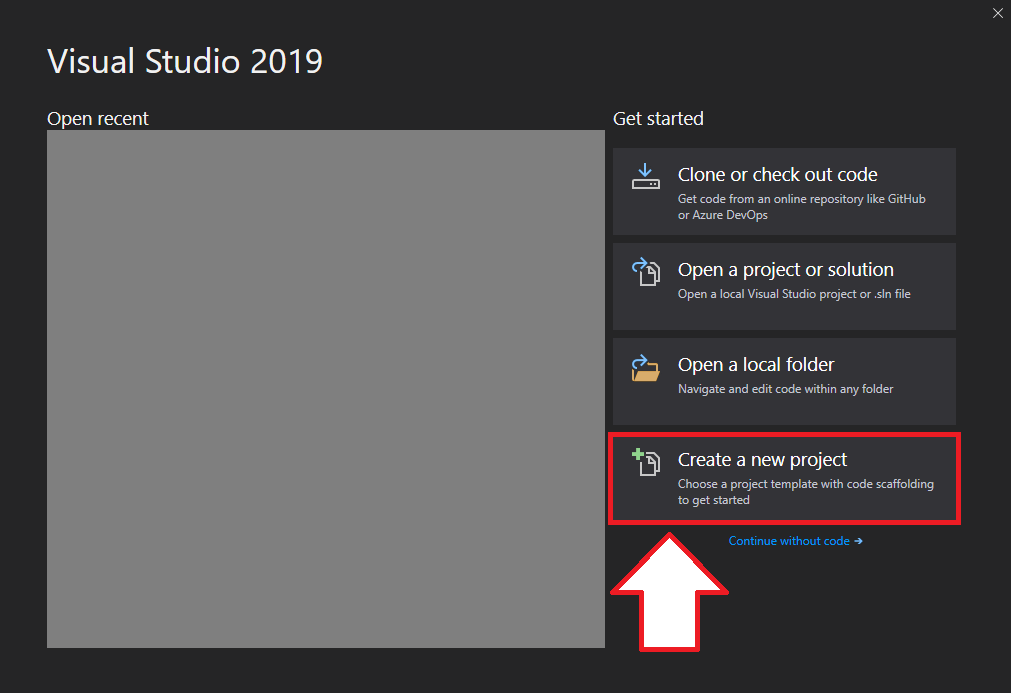 Visual Studio 2019
Open recent
Get started
Clone or check out code
Get code from an online repository like GitHub
or Azure DevOps
Open a project or solution
Open a local Visual Studio project or .sln file
Open a local folder
Navigate and edit code within any folder
Create a new project
Choose a project template with code scaffolding
to get started
Continue without code →